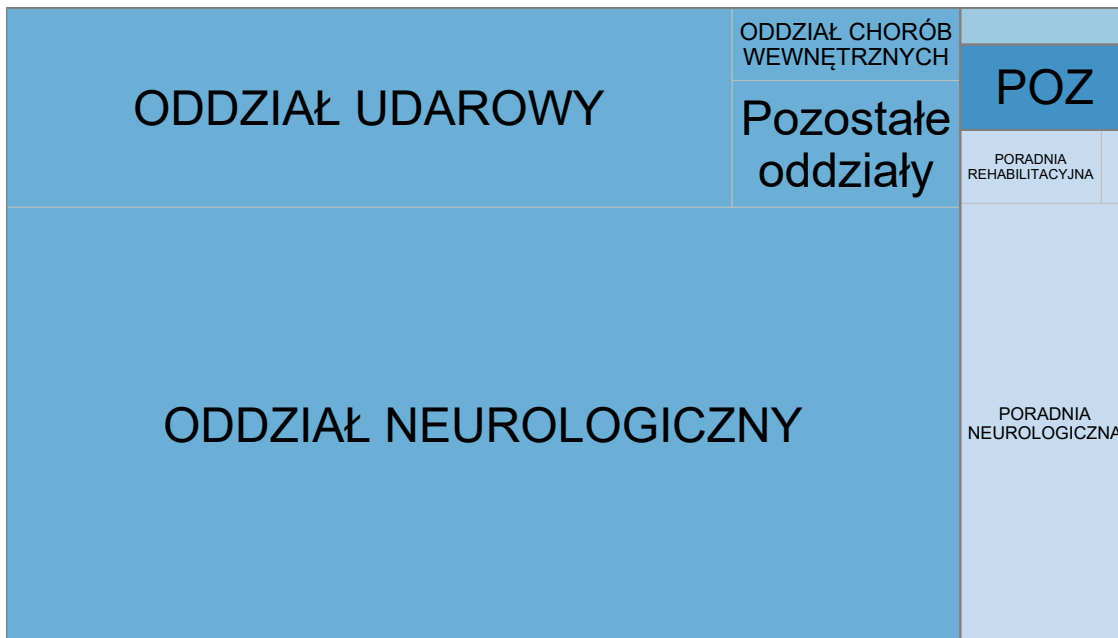 ODDZIAŁ UDAROWY
ODDZIAŁ CHORÓB
WEWNĘTRZNYCH
Pozostałe
oddziały
POZ
PORADNIA
REHABILITACYJNA
ODDZIAŁ NEUROLOGICZNY
PORADNIA
NEUROLOGICZNA